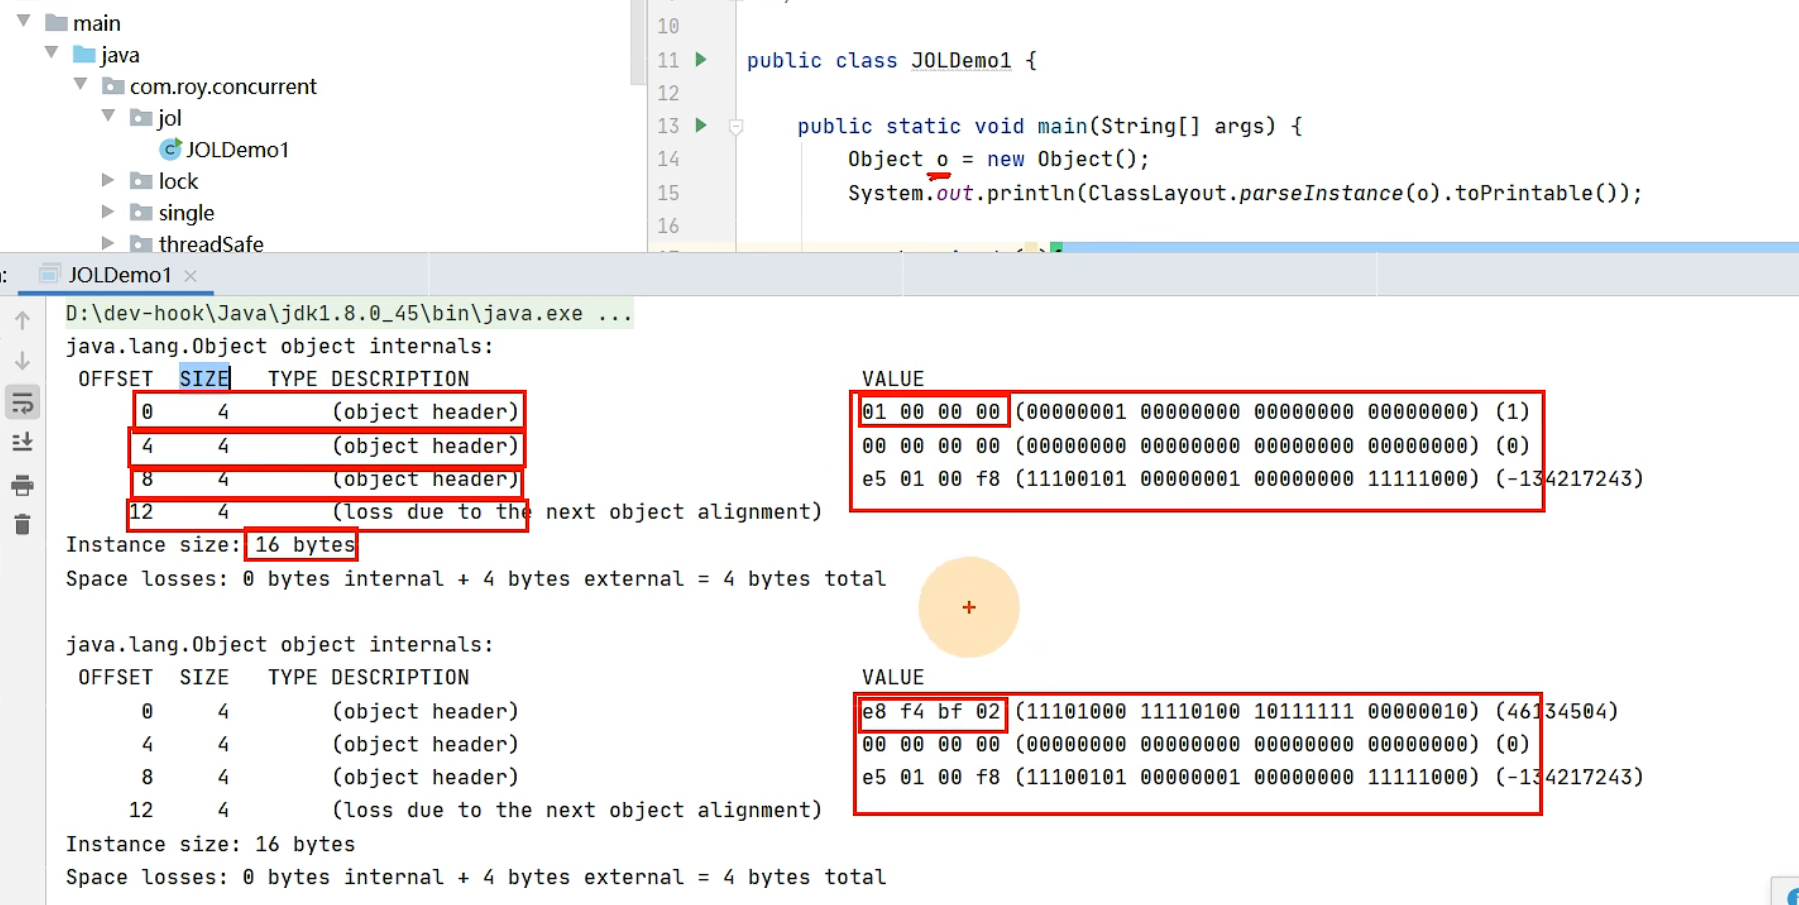 main
java
com.roy.concurrent
jol
JOLDemo1
lock
single
threadSafe
10
11 public class JOLDemo1 {
12
13 public static void main(String[] args) {
14 Object o = new Object();
15 System.out.println(ClassLayout.parseInstance(o).toPrintable());
16
JOLDemo1
D:\dev-hook\Java\jdk1.8.0_45\bin\java.exe ...
java.lang.Object object internals:
OFFSET SIZE TYPE DESCRIPTION VALUE
0 4 (object header) 01 00 00 00 (00000001 00000000 00000000 00000000) (1)
4 4 (object header) 00 00 00 00 (00000000 00000000 00000000 00000000) (0)
8 4 (object header) e5 01 00 f8 (11100101 00000001 00000000 11111000) (-134217243)
12 4 (loss due to the next object alignment)
Instance size: 16 bytes
Space losses: 0 bytes internal + 4 bytes external = 4 bytes total
java.lang.Object object internals:
OFFSET SIZE TYPE DESCRIPTION VALUE
0 4 (object header) e8 f4 bf 02 (11101000 11110100 10111111 00000010) (46134504)
4 4 (object header) 00 00 00 00 (00000000 00000000 00000000 00000000) (0)
8 4 (object header) e5 01 00 f8 (11100101 00000001 00000000 11111000) (-134217243)
12 4 (loss due to the next object alignment)
Instance size: 16 bytes
Space losses: 0 bytes internal + 4 bytes external = 4 bytes total